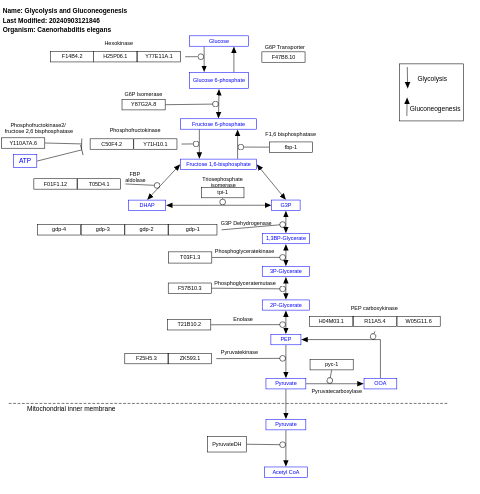 Name: Glycolysis and Gluconeogenesis
Last Modified: 20240903121846
Organism: Caenorhabditis elegans
Glucose
Hexokinase
F14B4.2 H25P06.1 Y77E11A.1
G6P Transporter
F47B8.10
Glycolysis
Gluconeogenesis
Glucose 6-phosphate
G6P Isomerase
Y87G2A.8
Fructose 6-phosphate
Phosphofructokinase2/
fructose 2,6 bisphosphatase
Y110A7A.6
ATP
Phosphofructokinase
C50F4.2 Y71H10.1
F1,6 bisphosphatase
fbp-1
Fructose 1,6-bisphosphate
FBP
aldolase
F01F1.12 T05D4.1
Triosephosphate
isomerase
tpi-1
DHAP
G3P
G3P Dehydrogenase
gdp-4 gdp-3 gdp-2 gdp-1
1,3BP-Glycerate
Phosphoglyceratekinase
T03F1.3
3P-Glycerate
Phosphoglyceratemutase
F57B10.3
2P-Glycerate
Enolase
T21B10.2
PEP carboxykinase
H04M03.1 R11A5.4 W05G11.6
PEP
Pyruvatekinase
F25H5.3 ZK593.1
pyc-1
Pyruvate
OOA
Pyruvatecarboxylase
Mitochondrial inner membrane
Pyruvate
PyruvateDH
Acetyl CoA